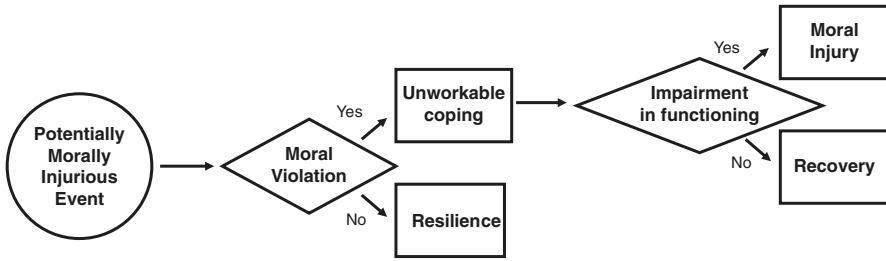 Potentially
Morally
Injurious
Event
Moral
Violation
Yes
Unworkable
coping
No
Resilience
Impairment
in functioning
Yes
Moral
Injury
No
Recovery